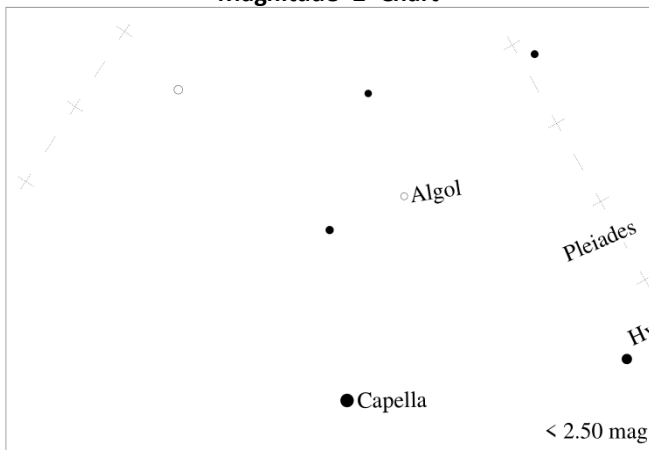 Magnitude 2 Chart
Algol
Pleiades
Capella
< 2.50 mag